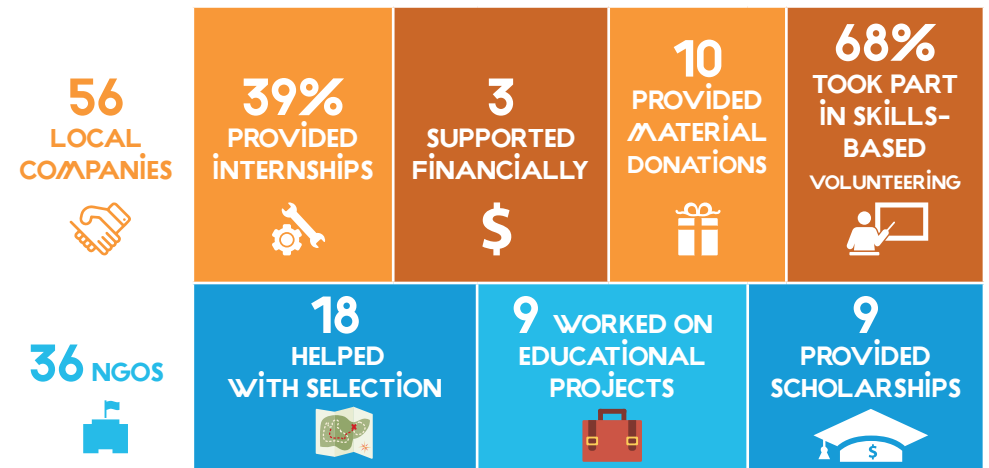 56
LOCAL
COMPANIES
39%
PROVIDED
INTERNSHIPS
3
SUPPORTED
FINANCIALLY
$
10
PROVIDED
MATERIAL
DONATIONS
68%
TOOK PART
IN SKILLS-
BASED
VOLUNTEERING
36 NGOS
18
HELPED
WITH SELECTION
9 WORKED ON
EDUCATIONAL
PROJECTS
9
PROVIDED
SCHOLARSHIPS
$